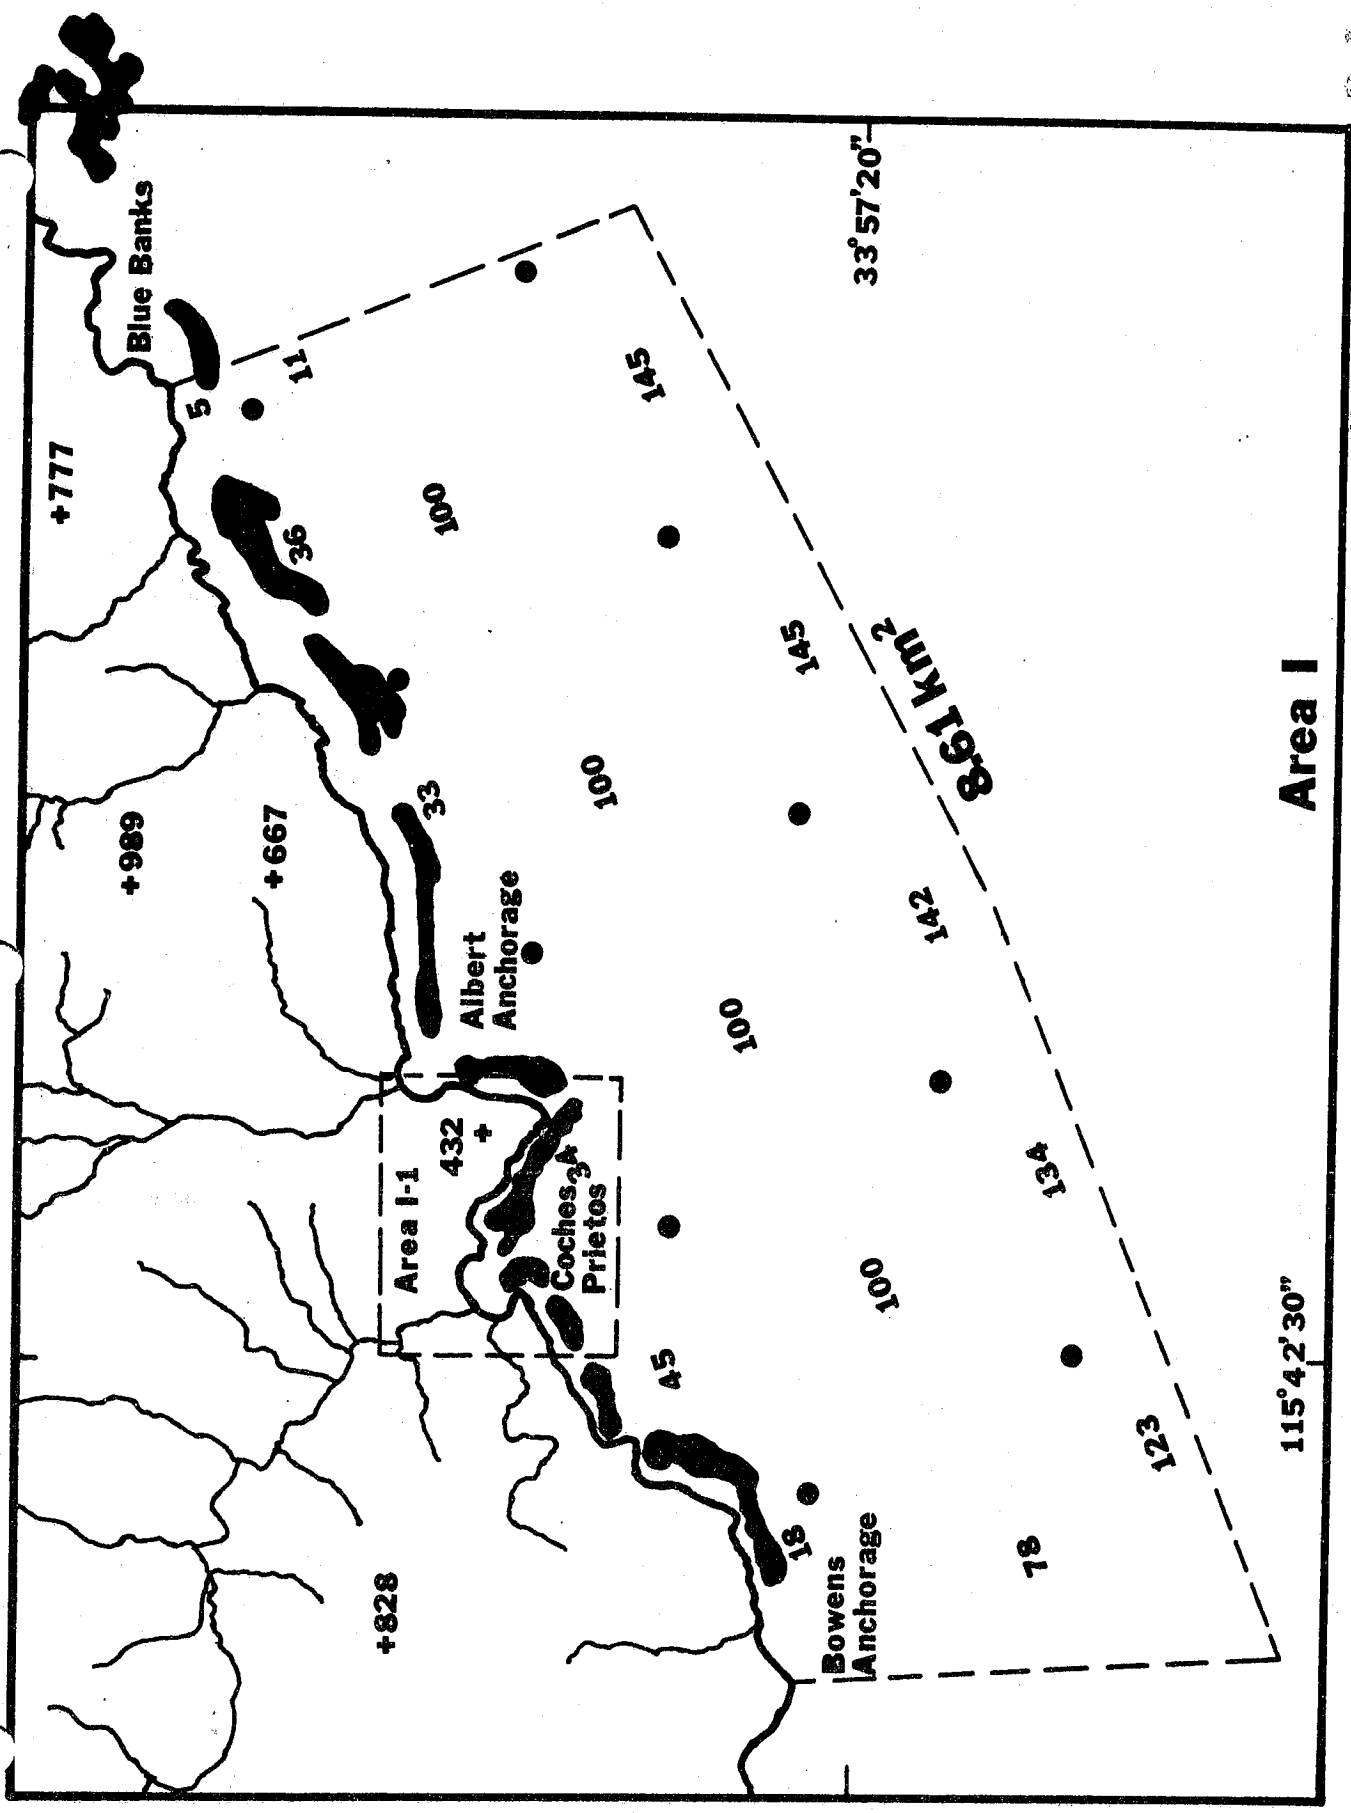 +828
+989
+777
+667
Area I-1
432
+
Blue Banks
5
11
36
33
Albert
Anchorage
Coches
Prietos
34
45
18
Bowens
Anchorage
100
100
100
100
78
145
145
142
134
123
8.61 km²
33°57'20"
115°42'30"
Area I